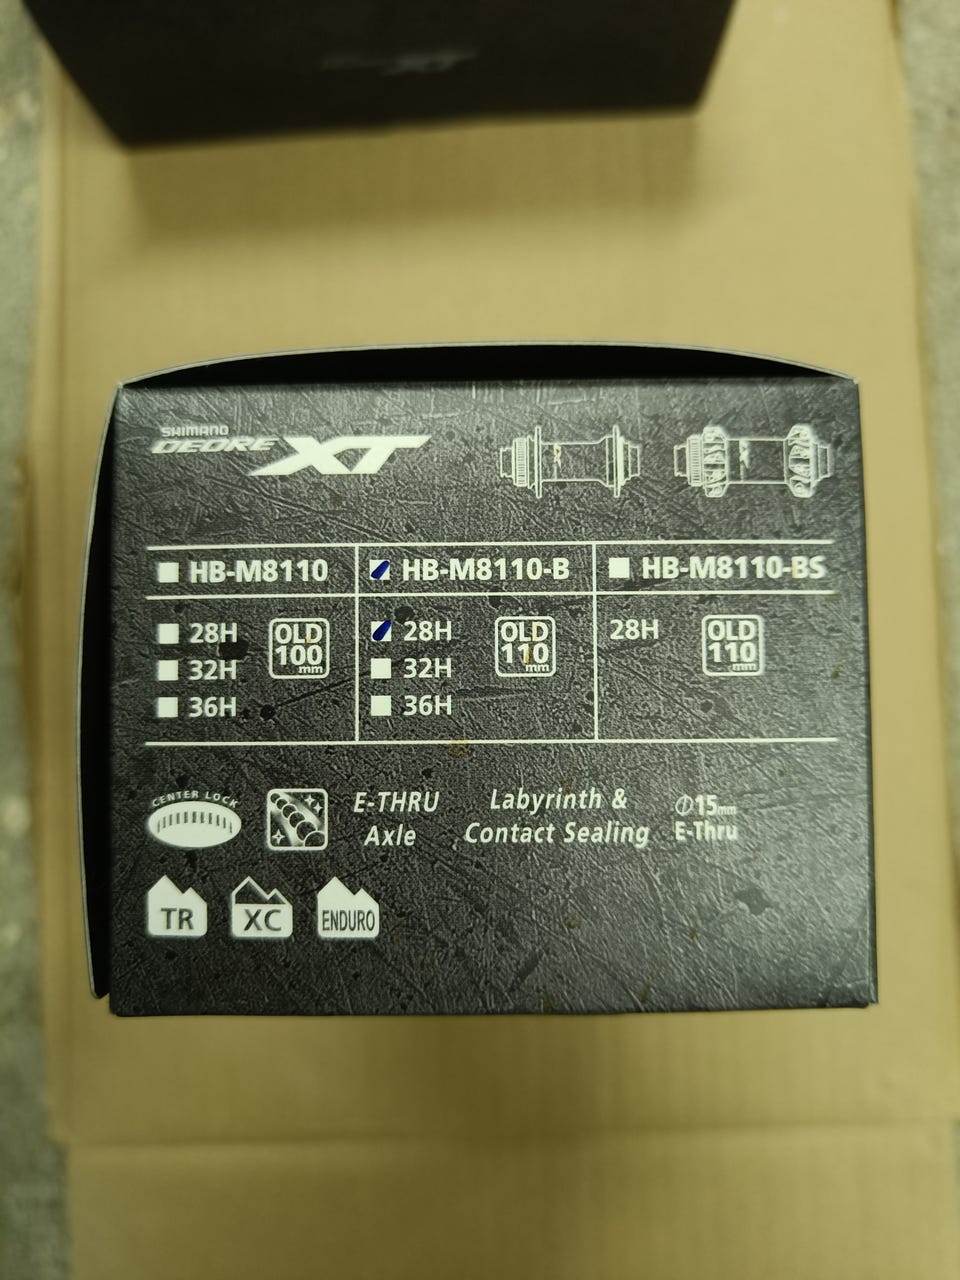 XT
SHIMANO
DEORE XT
HB-M8110 HB-M8110-B HB-M8110-BS
28H OLD 100 mm 28H OLD 110 mm 28H OLD 110 mm
32H 32H
36H 36H
CENTER LOCK E-THRU Axle Labyrinth & Contact Sealing ∅15mm E-Thru
TR XC ENDURO